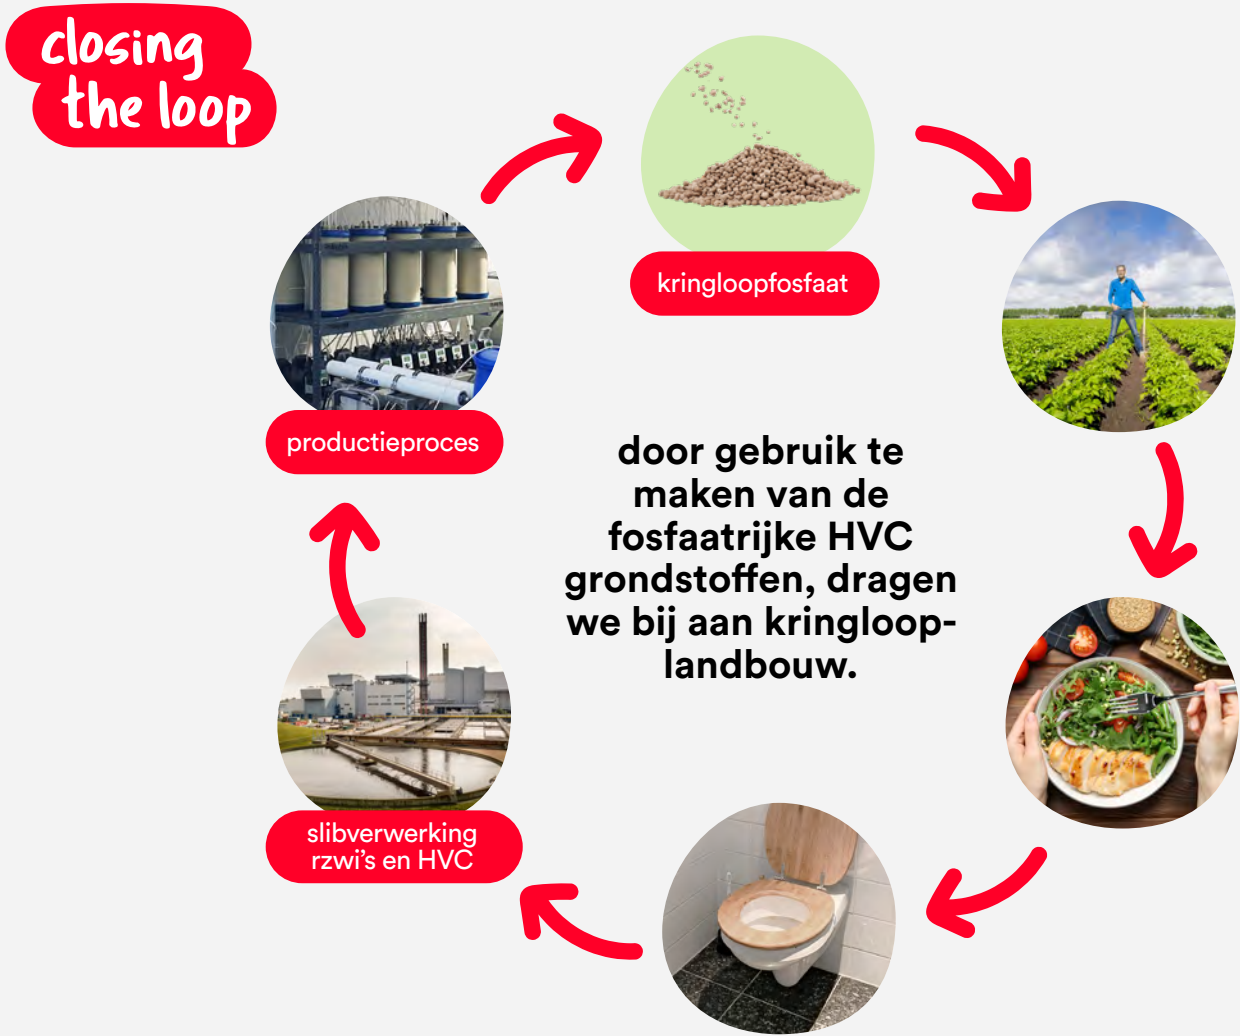 closing
the loop
kringloopfosfaat
productieproces
door gebruik te
maken van de
fosfaatrijke HVC
grondstoffen, dragen
we bij aan kringloop-
landbouw.
slibverwerking
rzwi's en HVC